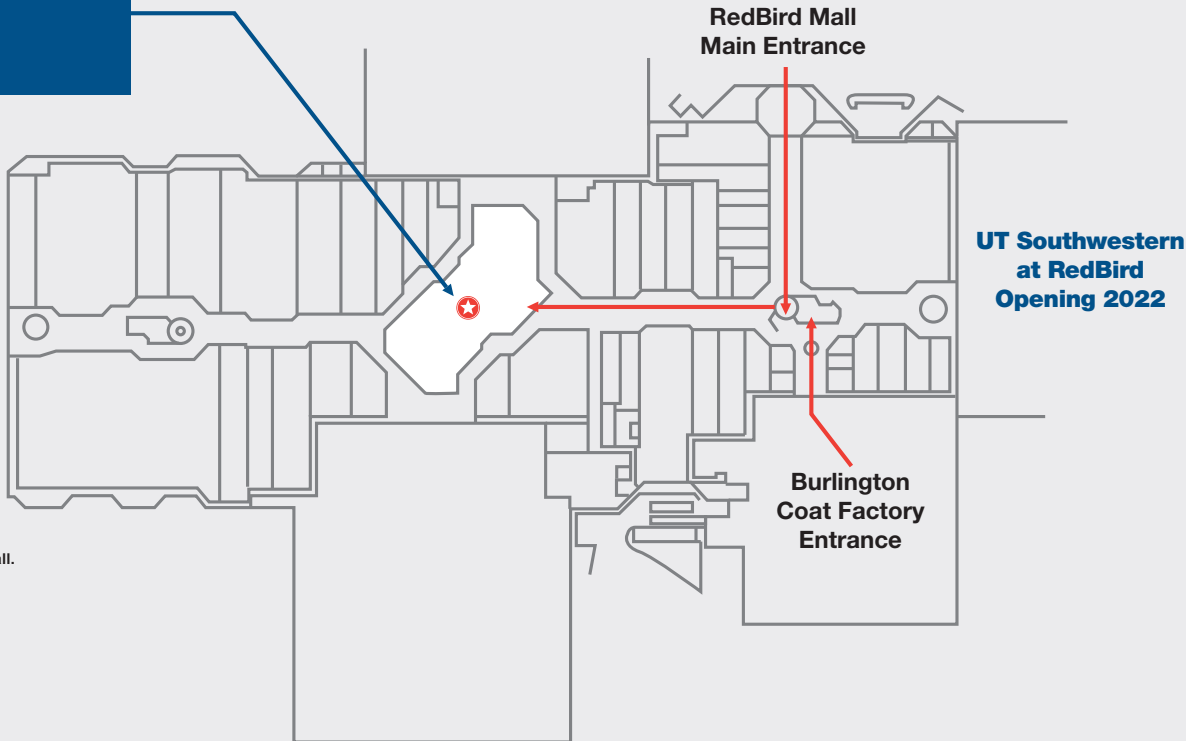 RedBird Mall
Main Entrance
UT Southwestern
at RedBird
Opening 2022
Burlington
Coat Factory
Entrance